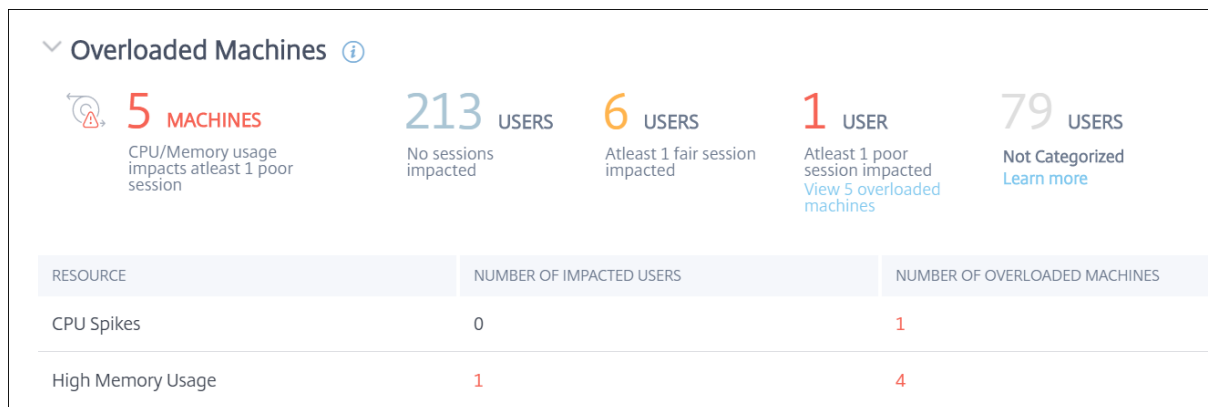 Overloaded Machines
5 MACHINES
CPU/Memory usage
impacts atleast 1 poor
session
213 USERS
No sessions
impacted
6 USERS
Atleast 1 fair session
impacted
1 USER
Atleast 1 poor
session impacted
View 5 overloaded
machines
79 USERS
Not Categorized
Learn more
RESOURCE NUMBER OF IMPACTED USERS NUMBER OF OVERLOADED MACHINES
CPU Spikes 0 1
High Memory Usage 1 4